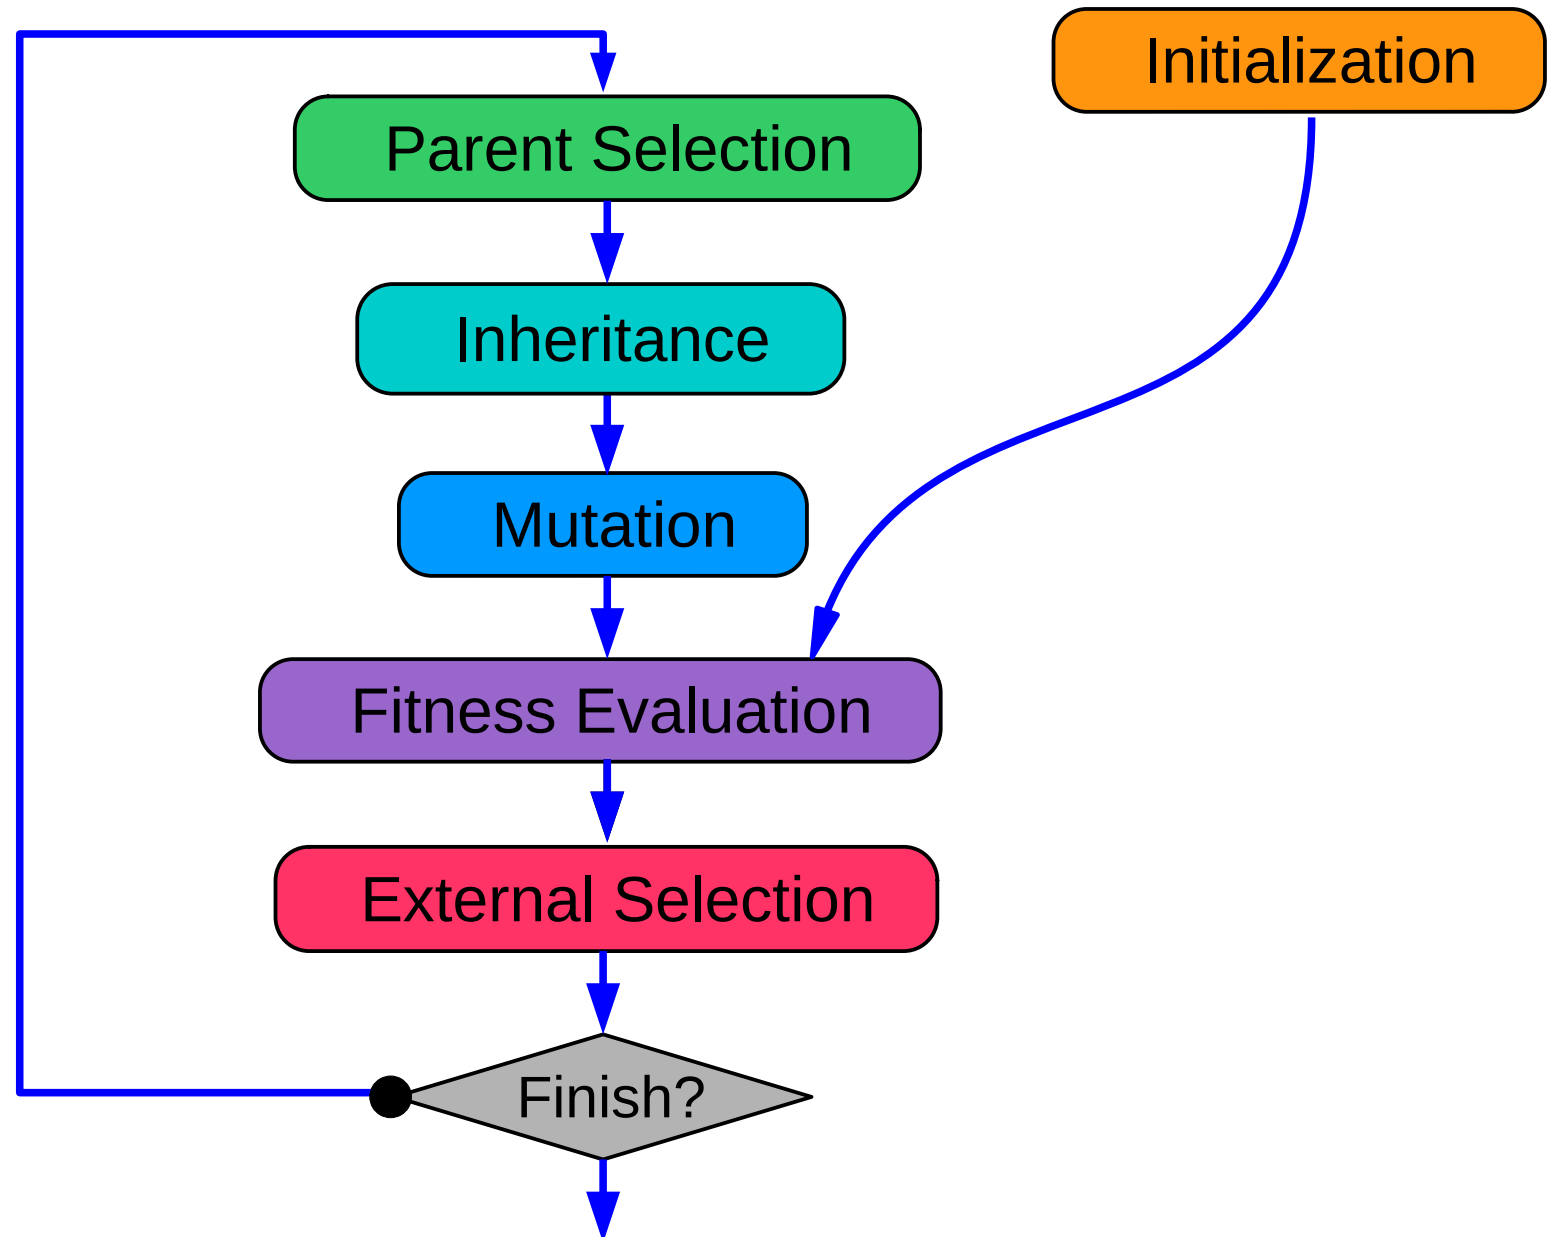 Initialization
Parent Selection
Inheritance
Mutation
Fitness Evaluation
External Selection
Finish?